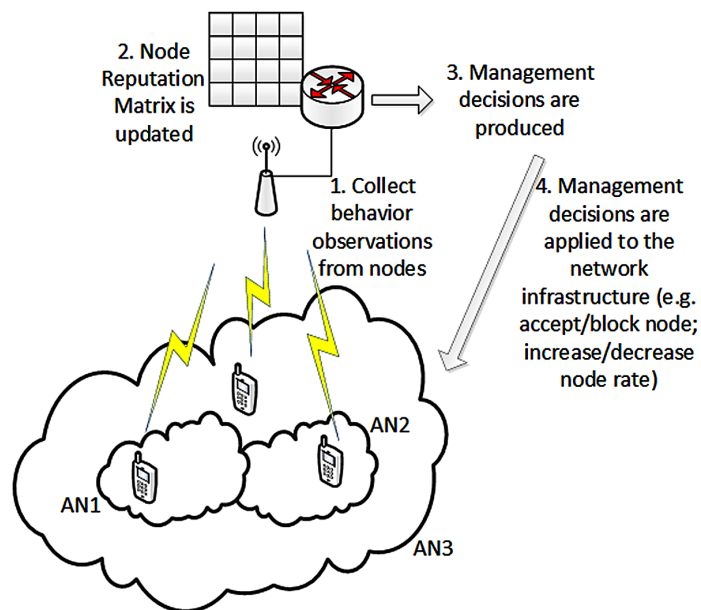 2. Node
Reputation
Matrix is
updated
3. Management
decisions are
produced
1. Collect
behavior
observations
from nodes
4. Management
decisions are
applied to the
network
infrastructure (e.g.
accept/block node;
increase/decrease
node rate)
AN2
AN1
AN3